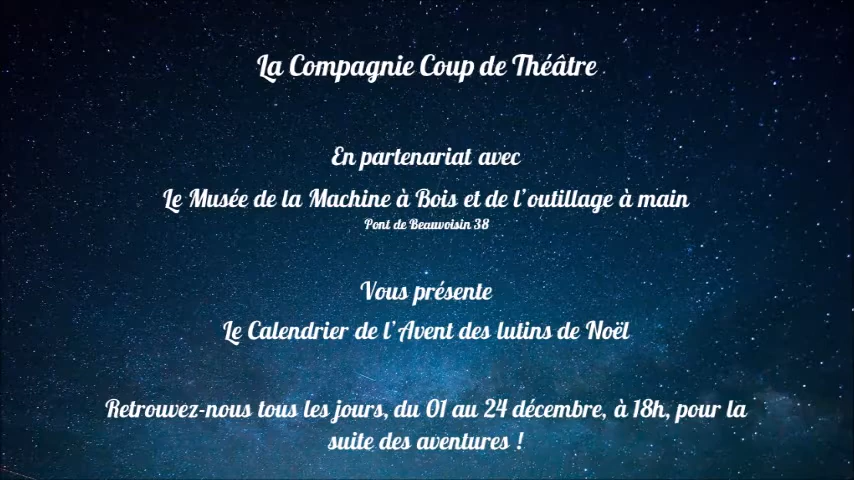 La Compagnie Coup de Théâtre
En partenariat avec
Le Musée de la Machine à Bois et de l'outillage à main
Pont de Beauvoisin 38
Vous présente
Le Calendrier de l'Avent des lutins de Noël
Retrouvez-nous tous les jours, du 01 au 24 décembre, à 18h, pour la
suite des aventures !